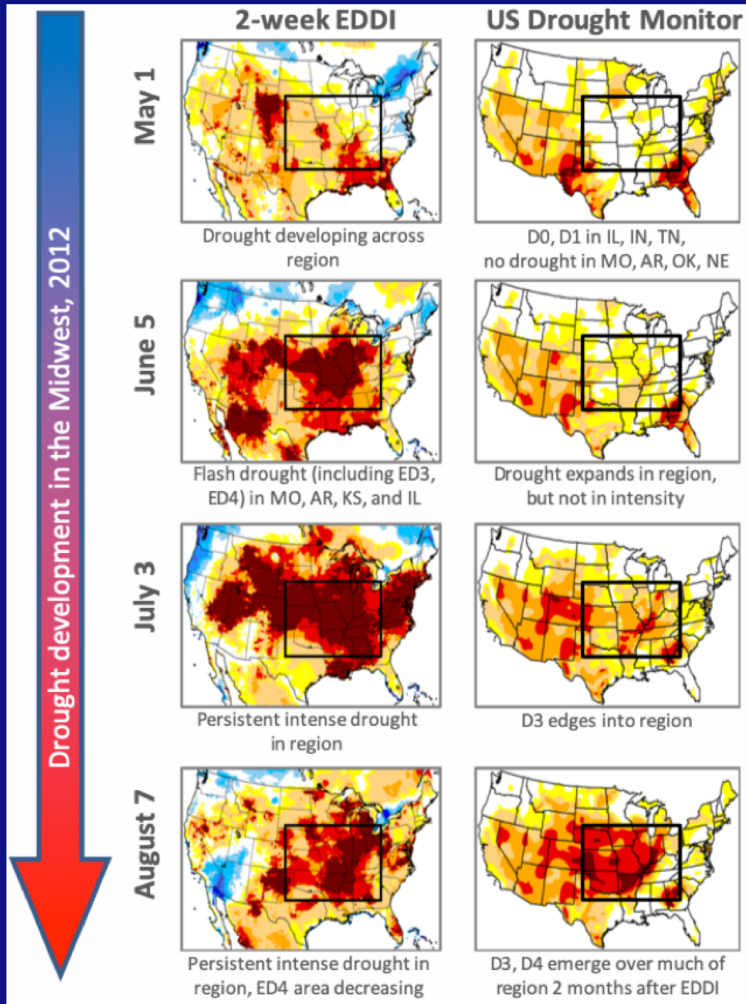 2-week EDDI
US Drought Monitor
Drought development in the Midwest, 2012
May 1
Drought developing across
region
D0, D1 in IL, IN, TN,
no drought in MO, AR, OK, NE
June 5
Flash drought (including ED3,
ED4) in MO, AR, KS, and IL
Drought expands in region,
but not in intensity
July 3
Persistent intense drought
in region
D3 edges into region
August 7
Persistent intense drought in
region, ED4 area decreasing
D3, D4 emerge over much of
region 2 months after EDDI